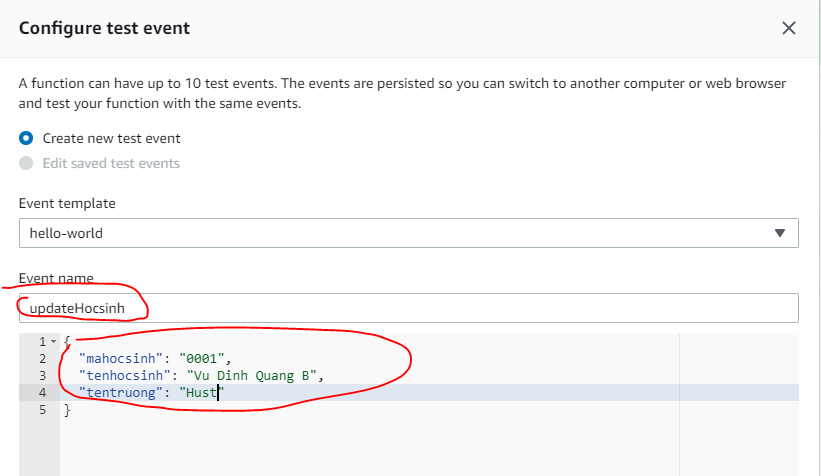 Configure test event
A function can have up to 10 test events. The events are persisted so you can switch to another computer or web browser
and test your function with the same events.
Create new test event
Edit saved test events
Event template
hello-world
Event name
updateHocsinh
1 {
2 "mahocsinh": "0001",
3 "tenhocsinh": "Vu Dinh Quang B",
4 "tentruong": "Hust"
5 }